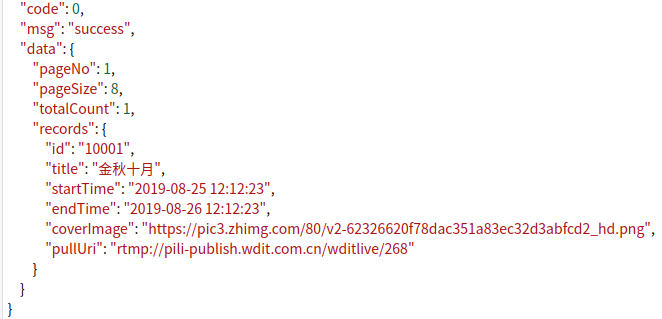 "code": 0,
"msg": "success",
"data": {
"pageNo": 1,
"pageSize": 8,
"totalCount": 1,
"records": {
"id": "10001",
"title": "金秋十月",
"startTime": "2019-08-25 12:12:23",
"endTime": "2019-08-26 12:12:23",
"coverImage": "https://pic3.zhimg.com/80/v2-62326620f78dac351a83ec32d3abfcd2_hd.png",
"pullUri": "rtmp://pili-publish.wdit.com.cn/wditlive/268"
}
}
}